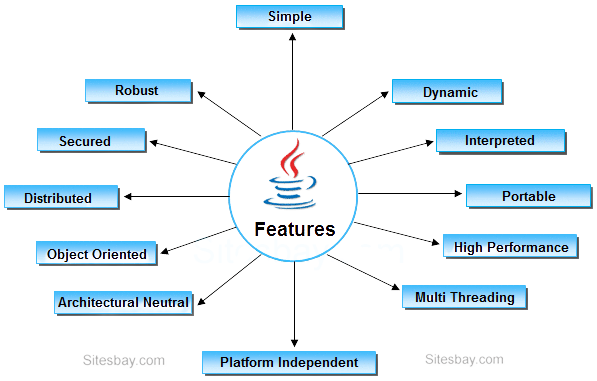 Simple
Robust
Dynamic
Secured
Interpreted
Distributed
Portable
Features
Object Oriented
High Performance
Architectural Neutral
Multi Threading
Sitesbay.com
Platform Independent
Sitesbay.com